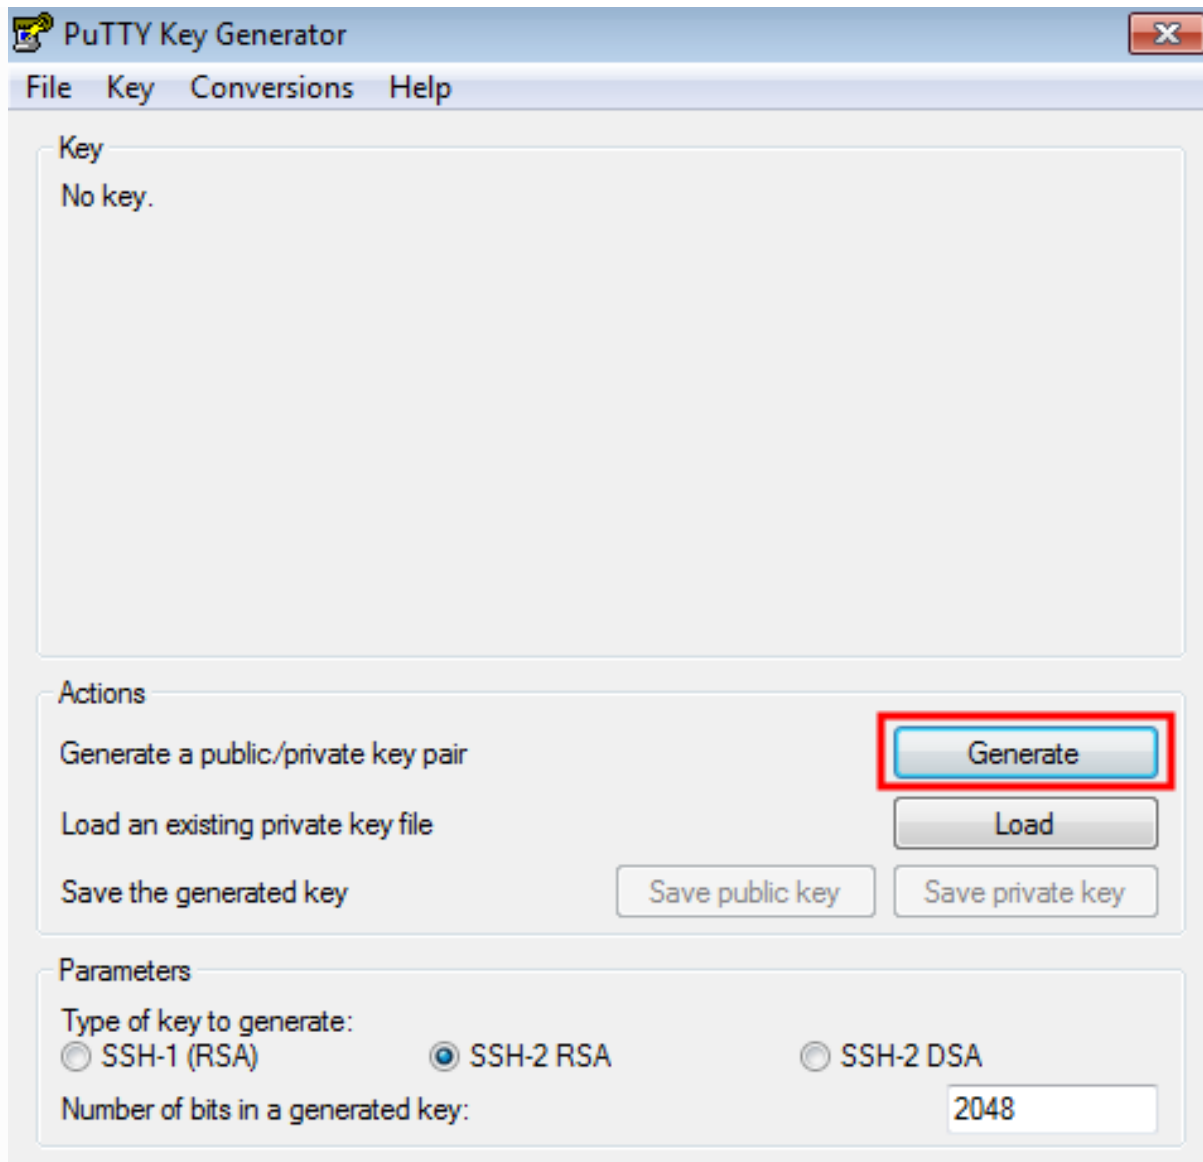 PuTTY Key Generator
File Key Conversions Help
Key
No key.
Actions
Generate a public/private key pair
Generate
Load an existing private key file
Load
Save the generated key
Save public key
Save private key
Parameters
Type of key to generate:
SSH-1 (RSA) SSH-2 RSA SSH-2 DSA
Number of bits in a generated key:
2048